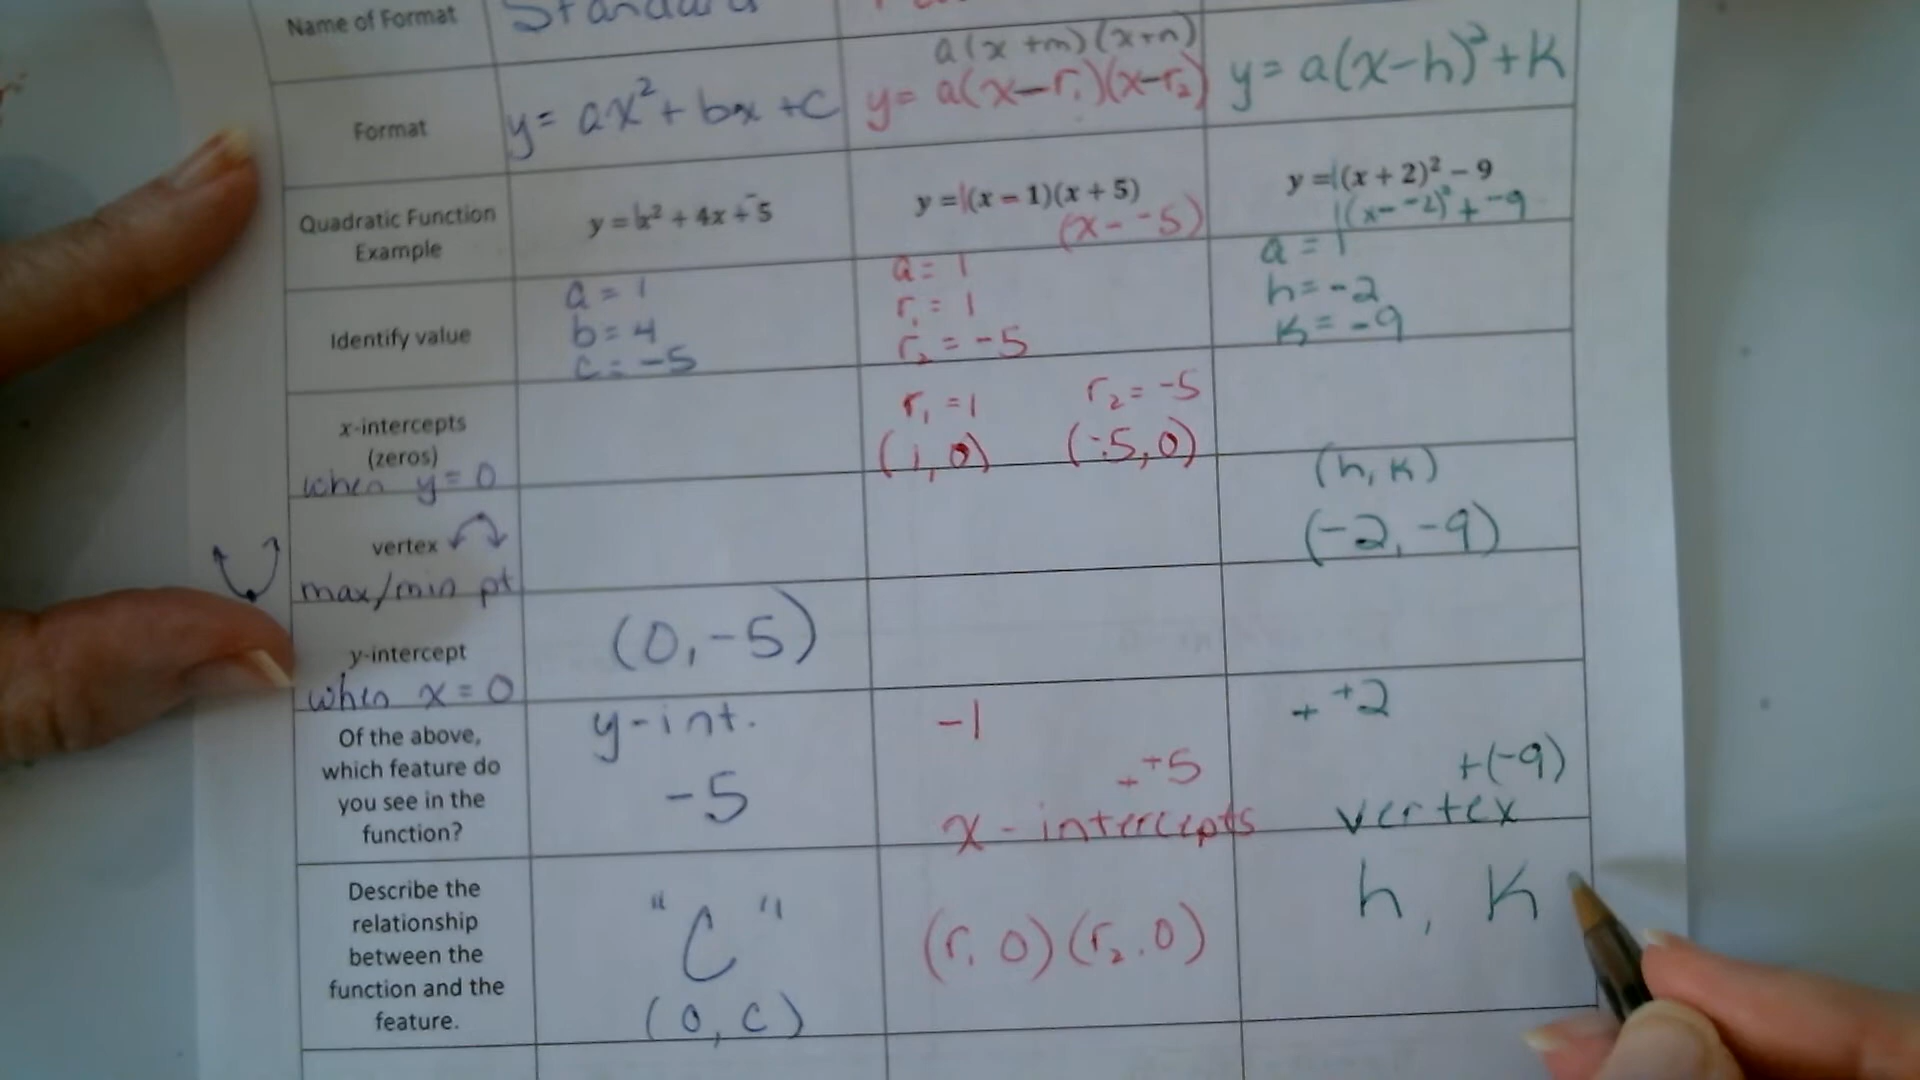 Name of Format
Standard
Format
y = ax² + bx + c
a(x+m)(x+n)
y = a(x-r₁)(x-r₂)
y = a(x-h)² + k
Quadratic Function
Example
y = 1x² + 4x + -5
y = 1(x − 1)(x + 5)
(x - -5)
y = 1(x + 2)² − 9
1(x - -2)² + -9
Identify value
a = 1
b = 4
c = -5
a = 1
r₁ = 1
r₂ = -5
a = 1
h = -2
k = -9
x-intercepts
(zeros)
when y = 0
r₁ = 1 r₂ = -5
(1,0) (-5,0)
vertex
max/min pt
(h, k)
(-2, -9)
y-intercept
when x = 0
(0, -5)
Of the above,
which feature do
you see in the
function?
y-int.
-5
-1
+ +5
x - intercepts
+ +2
+(-9)
vertex
Describe the
relationship
between the
function and the
feature.
"C"
(0, c)
(r₁ 0) (r₂, 0)
h, k